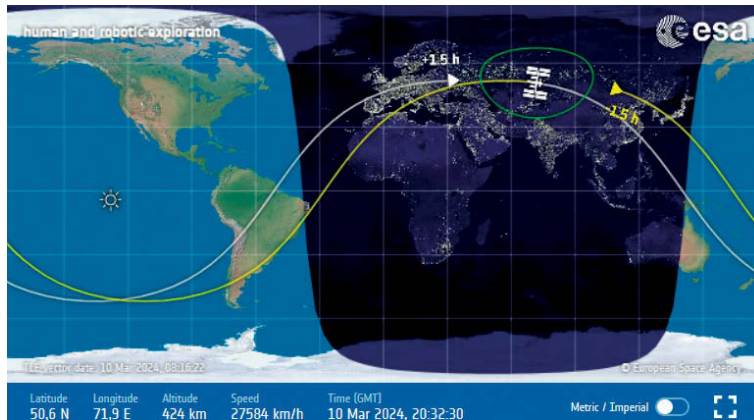 human and robotic exploration
esa
+1.5 h
-1.5 h
TLE vector date: 10 Mar 2024, 08:16:22
© European Space Agency
Latitude Longitude Altitude Speed Time (GMT)
50,6 N 71,9 E 424 km 27584 km/h 10 Mar 2024, 20:32:30
Metric / Imperial